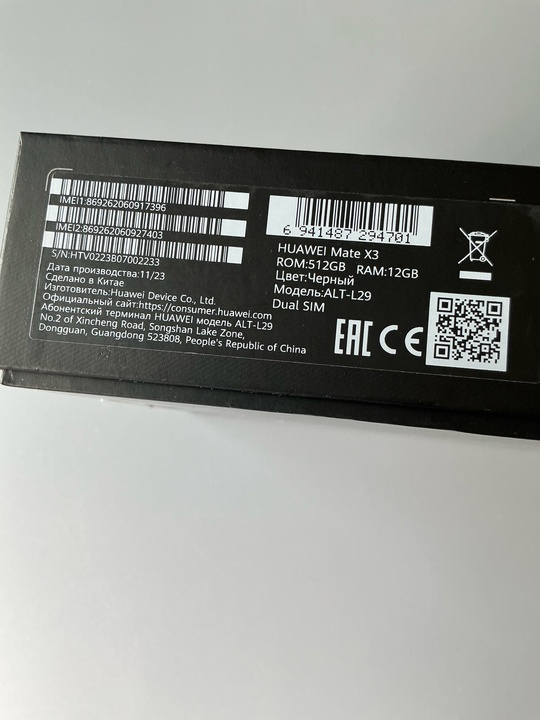 IMEI1:869262060917396
IMEI2:869262060927403
S/N:HTV0223B07002233
Дата производства:11/23
Сделано в Китае
Изготовитель:Huawei Device Co., Ltd.
Официальный сайт:https://consumer.huawei.com
Абонентский терминал HUAWEI модель ALT-L29
No.2 of Xincheng Road, Songshan Lake Zone,
Dongguan, Guangdong 523808, People's Republic of China
6 941487 294701
HUAWEI Mate X3
ROM:512GB RAM:12GB
Цвет:Черный
Модель:ALT-L29
Dual SIM
EAC CE